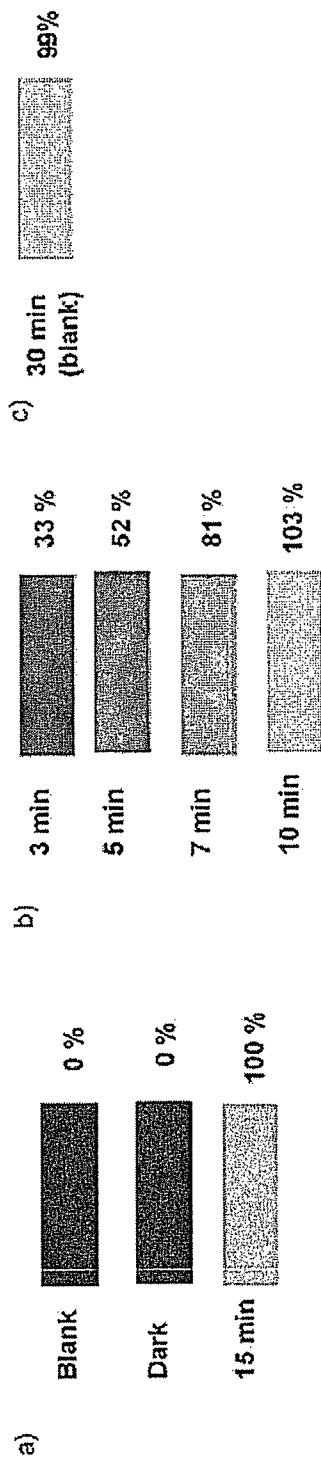 a)
Blank 0 %
Dark 0 %
15 min 100 %
b)
3 min 33 %
5 min 52 %
7 min 81 %
10 min 103 %
c)
30 min 99%
(blank)